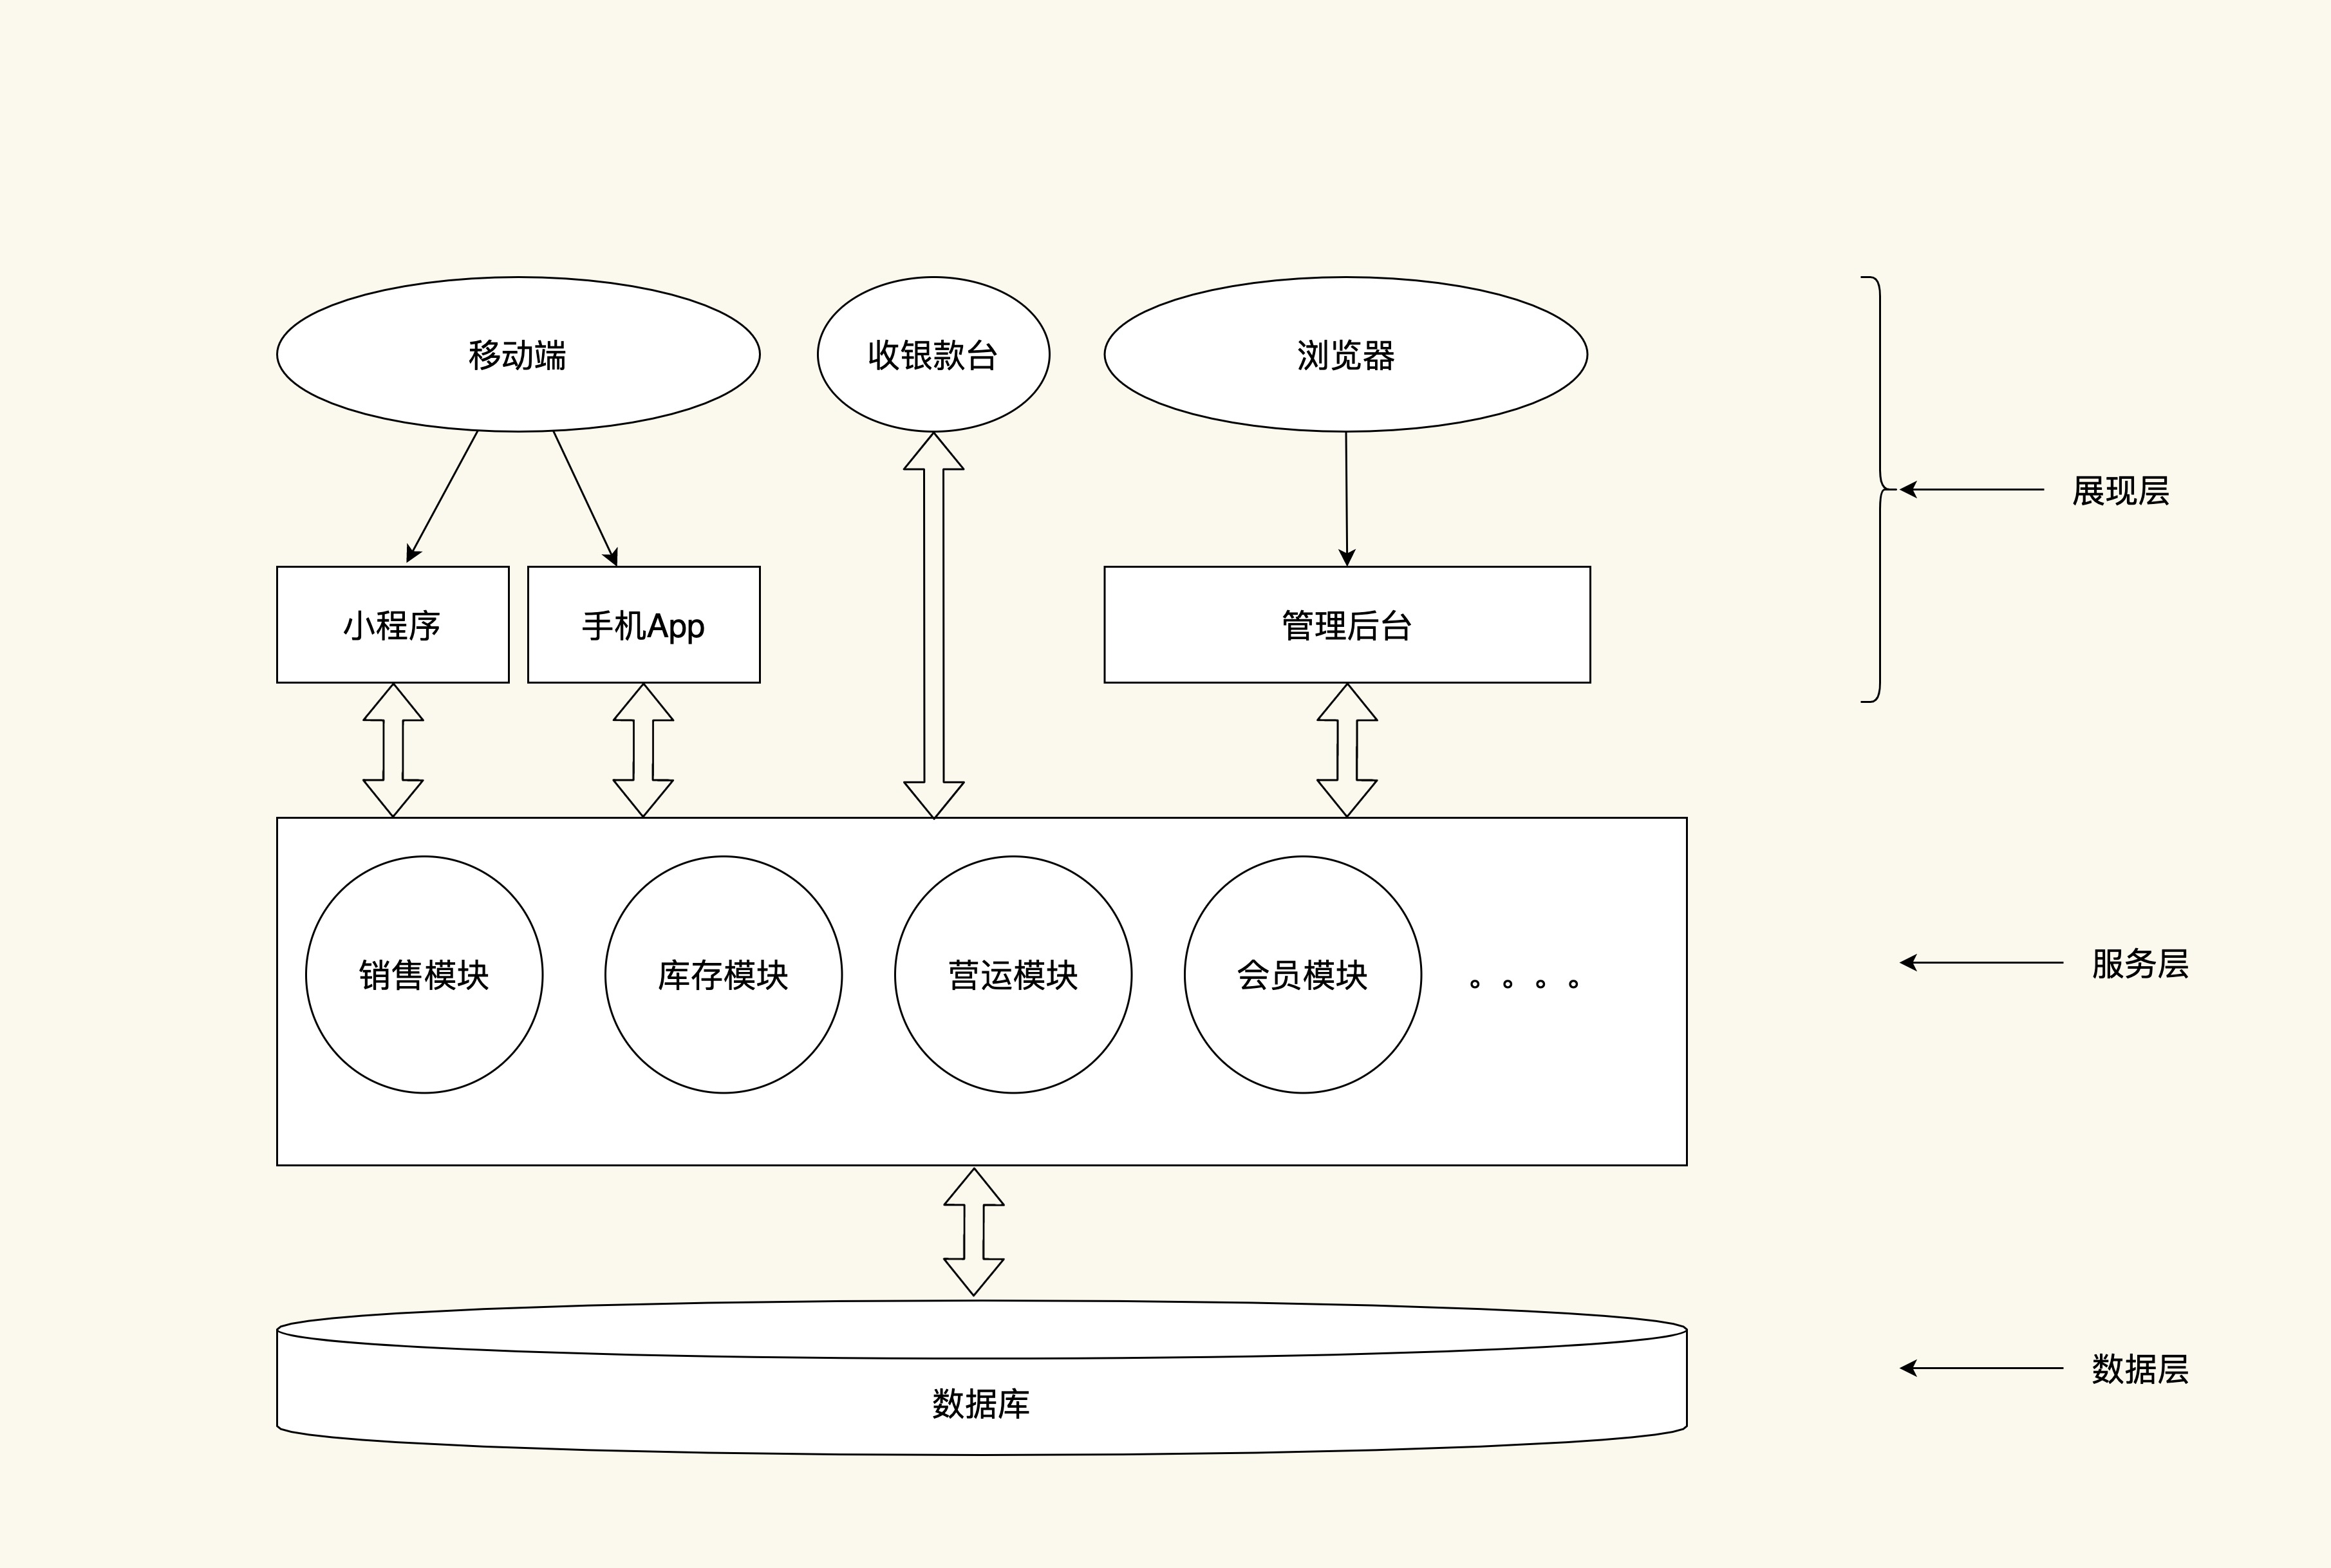 移动端
收银款台
浏览器
展现层
小程序
手机App
管理后台
销售模块
库存模块
营运模块
会员模块
。。。。
服务层
数据层
数据库